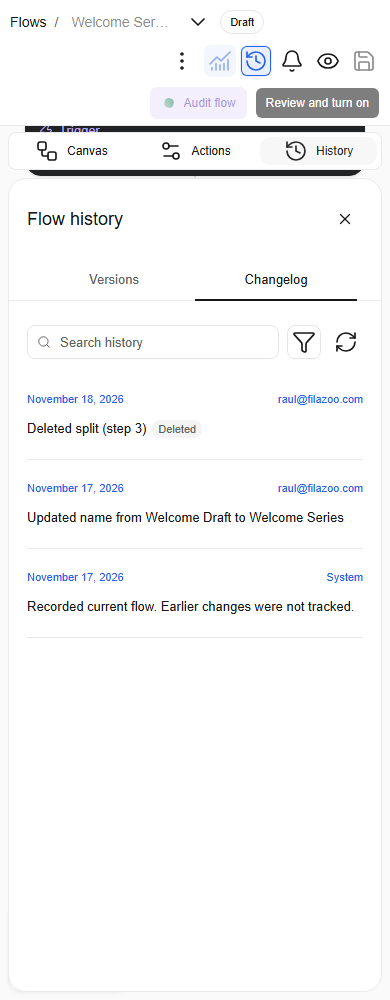 Flows / Welcome Ser... Draft
Audit flow Review and turn on
Trigger
Canvas Actions History
Flow history
Versions Changelog
Search history
November 18, 2026 raul@filazoo.com
Deleted split (step 3) Deleted
November 17, 2026 raul@filazoo.com
Updated name from Welcome Draft to Welcome Series
November 17, 2026 System
Recorded current flow. Earlier changes were not tracked.